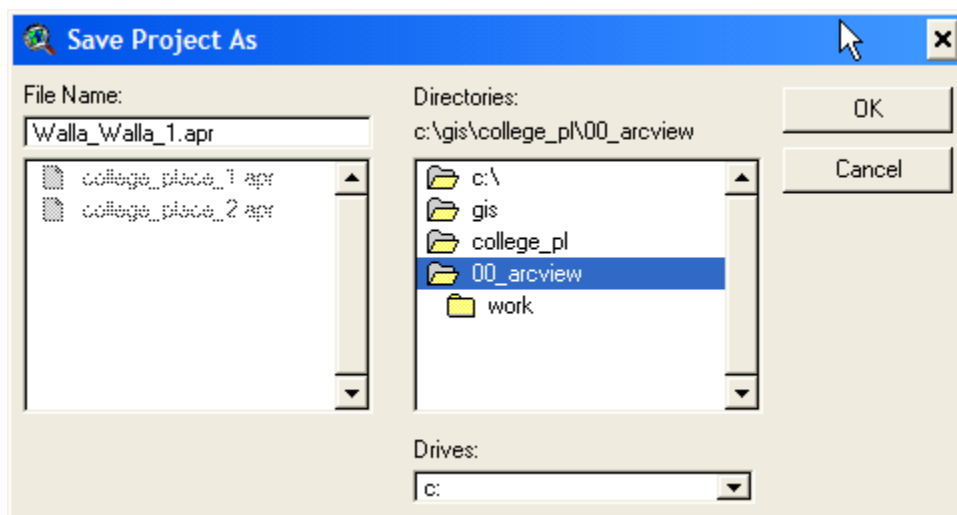 Save Project As
File Name:
Walla_Walla_1.apr
college_place_1.apr
college_place_2.apr
Directories:
c:\gis\college_pl\00_arcview
c:\
gis
college_pl
00_arcview
work
Drives:
c:
OK
Cancel